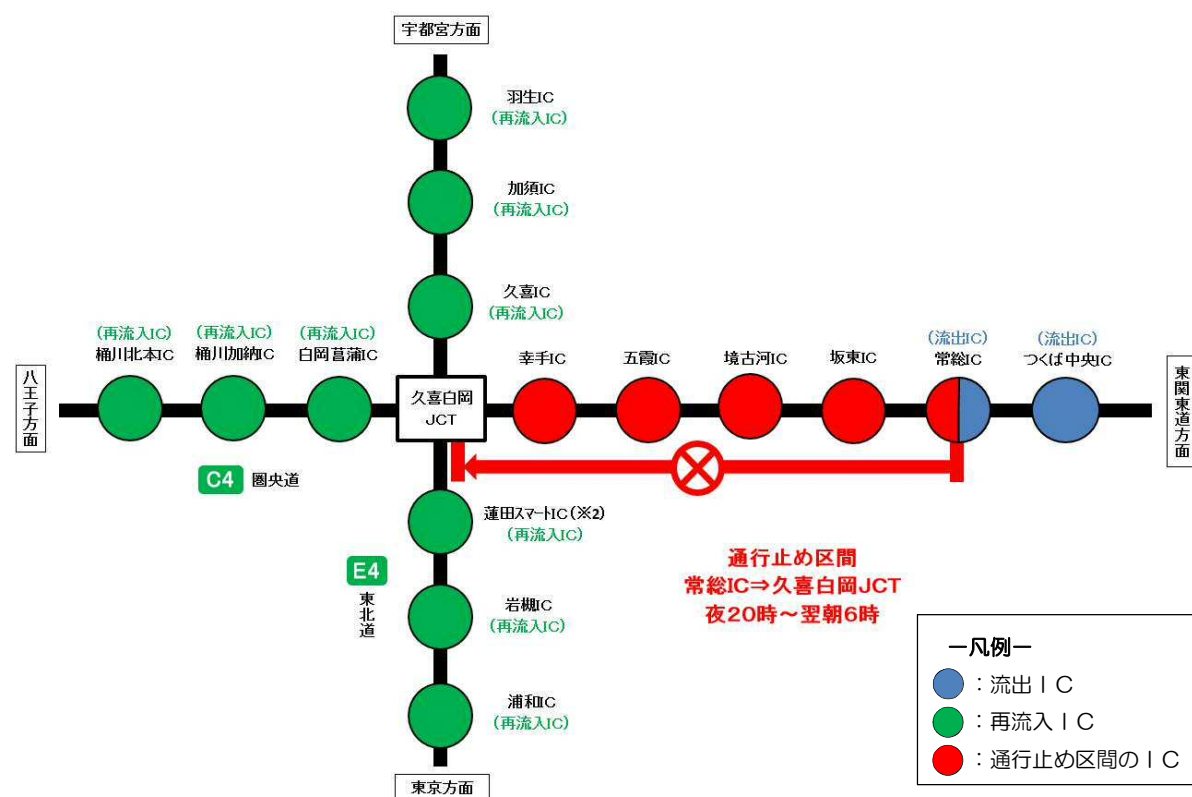 宇都宮方面
羽生IC
(再流入IC)
加須IC
(再流入IC)
久喜IC
(再流入IC)
(再流入IC)
桶川北本IC
(再流入IC)
桶川加納IC
(再流入IC)
白岡菖蒲IC
久喜白岡
JCT
幸手IC
五霞IC
境古河IC
坂東IC
(流出IC)
常総IC
(流出IC)
つくば中央IC
八王子方面
東関東道方面
C4 圏央道
蓮田スマートIC(※2)
(再流入IC)
E4
東北道
岩槻IC
(再流入IC)
浦和IC
(再流入IC)
東京方面
通行止め区間
常総IC⇒久喜白岡JCT
夜20時~翌朝6時
ー凡例ー
:流出IC
:再流入IC
:通行止め区間のIC